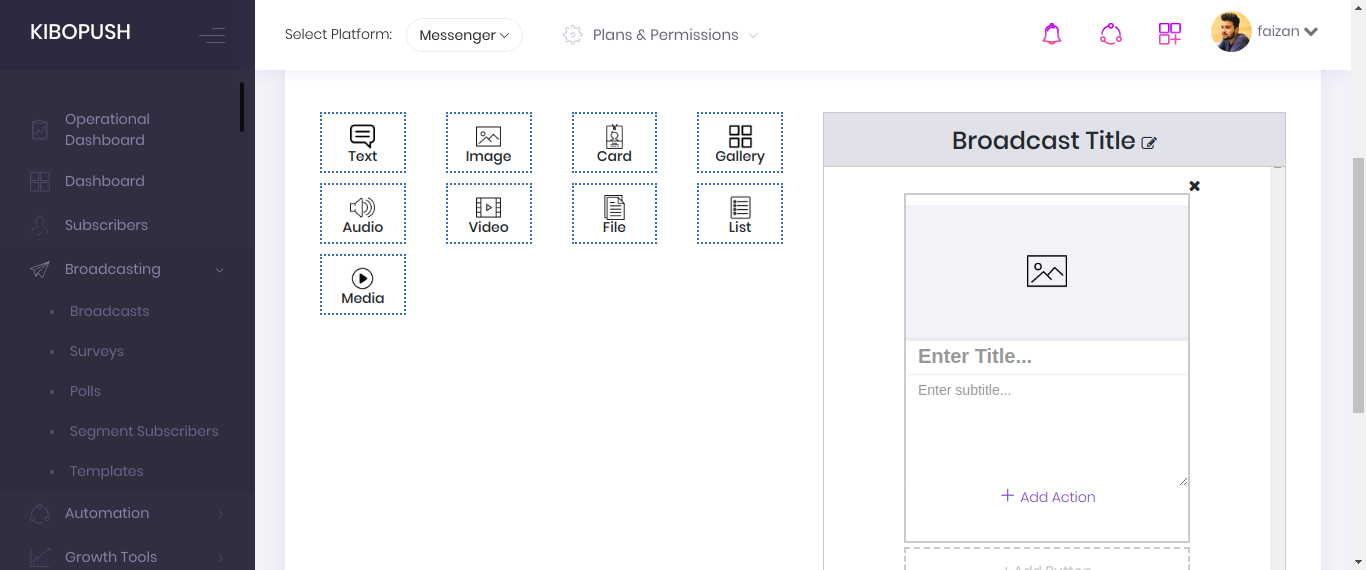 KIBOPUSH
Select Platform:
Messenger
Plans & Permissions
faizan
Operational
Dashboard
Dashboard
Subscribers
Broadcasting
Broadcasts
Surveys
Polls
Segment Subscribers
Templates
Automation
Growth Tools
Text
Image
Card
Gallery
Audio
Video
File
List
Media
Broadcast Title
Enter Title...
Enter subtitle...
+ Add Action
+ Add Button